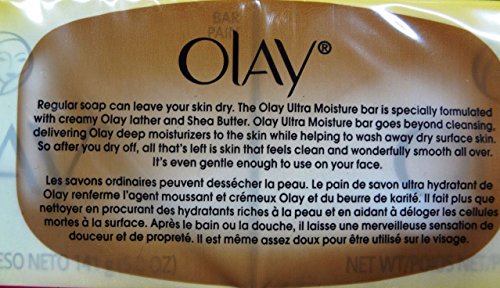 BAR
OLAY®
Regular soap can leave your skin dry. The Olay Ultra Moisture bar is specially formulated
with creamy Olay lather and Shea Butter. Olay Ultra Moisture bar goes beyond cleansing,
delivering Olay deep moisturizers to the skin while helping to wash away dry surface skin.
So after you dry off, all that's left is skin that feels clean and wonderfully smooth all over.
It's even gentle enough to use on your face.
Les savons ordinaires peuvent dessécher la peau. Le pain de savon ultra hydratant de
Olay renferme l'agent moussant et crémeux Olay et du beurre de karité. Il fait plus que
nettoyer en procurant des hydratants riches à la peau et en aidant à déloger les cellules
mortes à la surface. Après le bain ou la douche, il laisse une merveilleuse sensation de
douceur et de propreté. Il est même assez doux pour être utilisé sur le visage.
ESO NETO 141 WT/POIDS NET/P